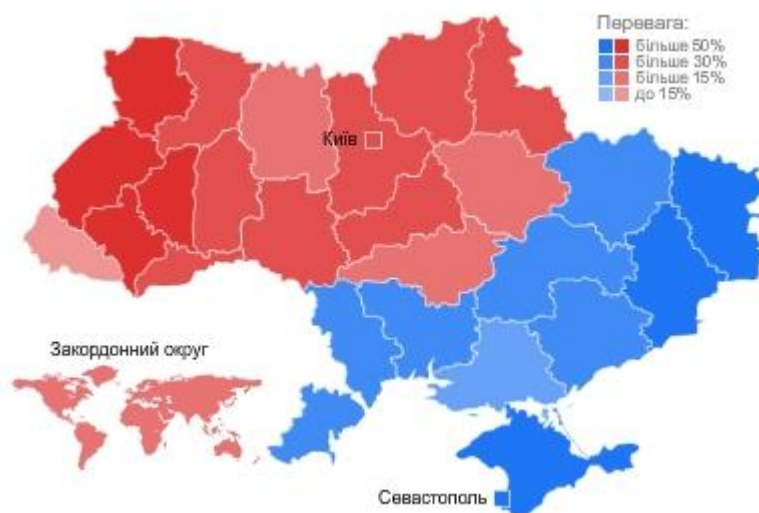 Перевага:
більше 50%
більше 30%
більше 15%
до 15%
Київ
Закордонний округ
Севастополь